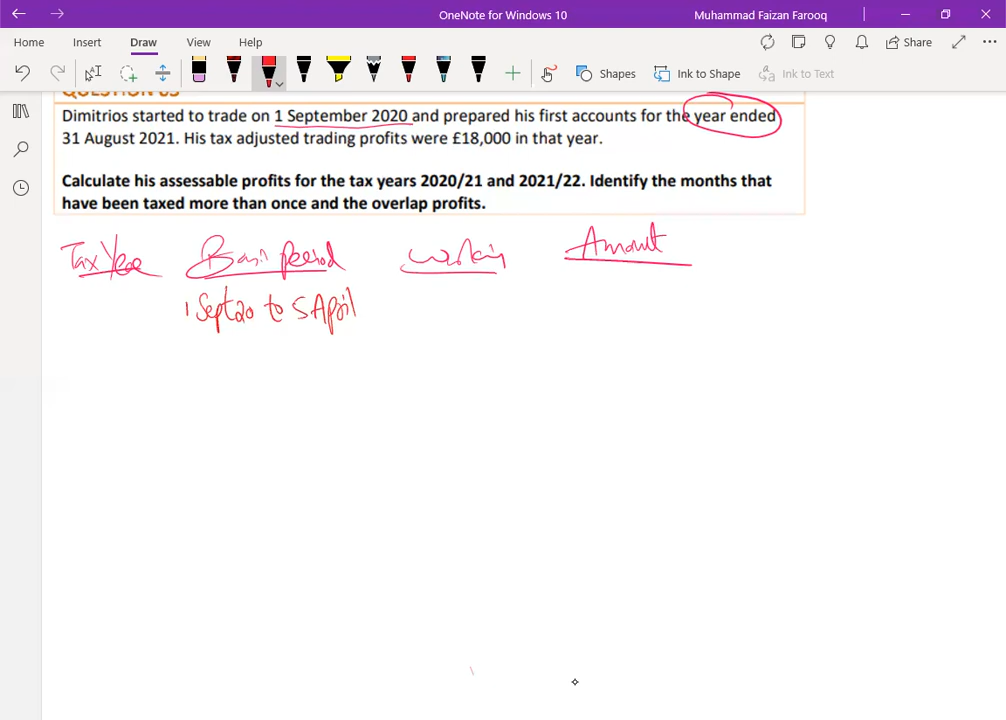 OneNote for Windows 10
Muhammad Faizan Farooq
Home Insert Draw View Help
Share
Shapes
Ink to Shape
Ink to Text
Dimitrios started to trade on 1 September 2020 and prepared his first accounts for the year ended
31 August 2021. His tax adjusted trading profits were £18,000 in that year.
Calculate his assessable profits for the tax years 2020/21 and 2021/22. Identify the months that
have been taxed more than once and the overlap profits.
Tax Year Basis Period Working Amount
1 Sept 20 to 5 April